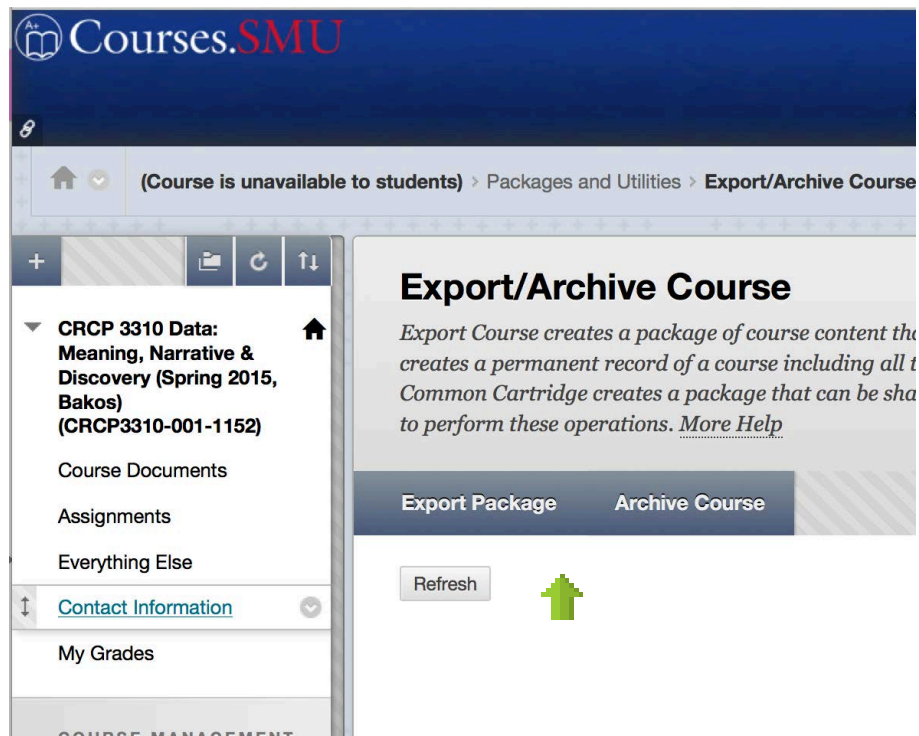 A+
Courses.SMU
(Course is unavailable to students) > Packages and Utilities > Export/Archive Course
CRCP 3310 Data:
Meaning, Narrative &
Discovery (Spring 2015,
Bakos)
(CRCP3310-001-1152)
Course Documents
Assignments
Everything Else
Contact Information
My Grades
COURSE MANAGEMENT
Export/Archive Course
Export Course creates a package of course content tha
creates a permanent record of a course including all t
Common Cartridge creates a package that can be sha
to perform these operations. More Help
Export Package Archive Course
Refresh